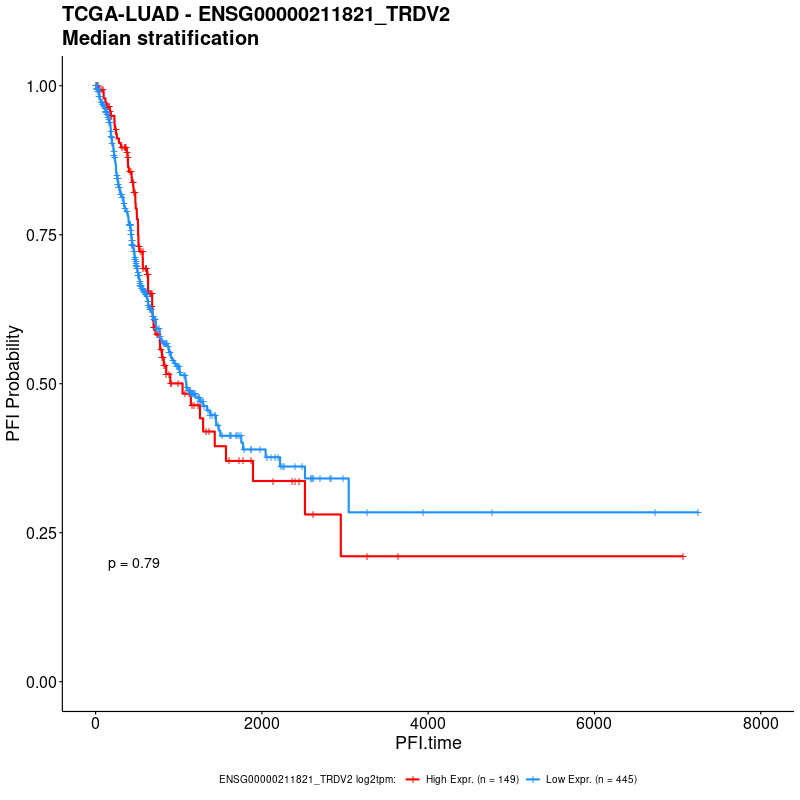 TCGA-LUAD - ENSG00000211821_TRDV2
Median stratification
1.00
0.75
0.50
0.25
0.00
PFI Probability
p = 0.79
0 2000 4000 6000 8000
PFI.time
ENSG00000211821_TRDV2 log2tpm: High Expr. (n = 149) Low Expr. (n = 445)